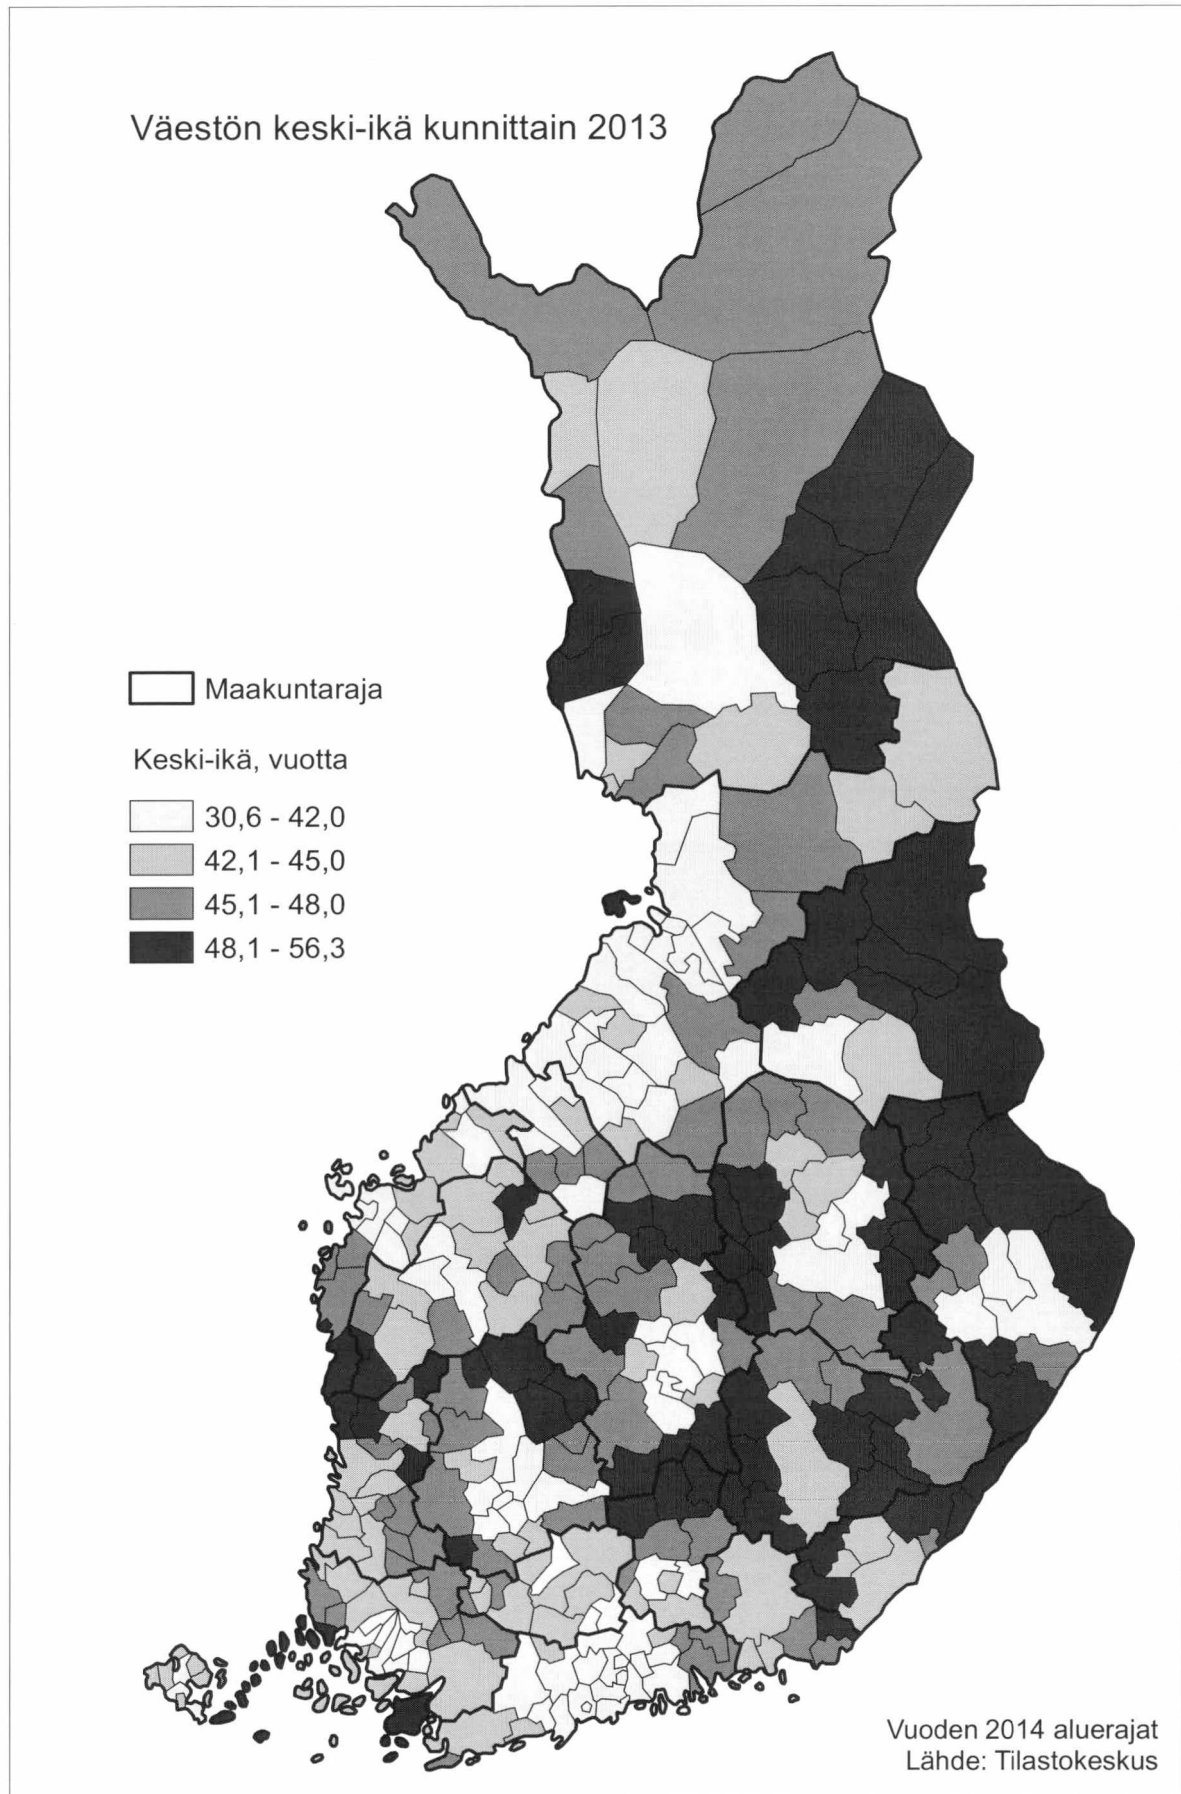 Väestön keski-ikä kunnittain 2013
Maakuntaraja
Keski-ikä, vuotta
30,6 - 42,0
42,1 - 45,0
45,1 - 48,0
48,1 - 56,3
Vuoden 2014 aluerajat
Lähde: Tilastokeskus